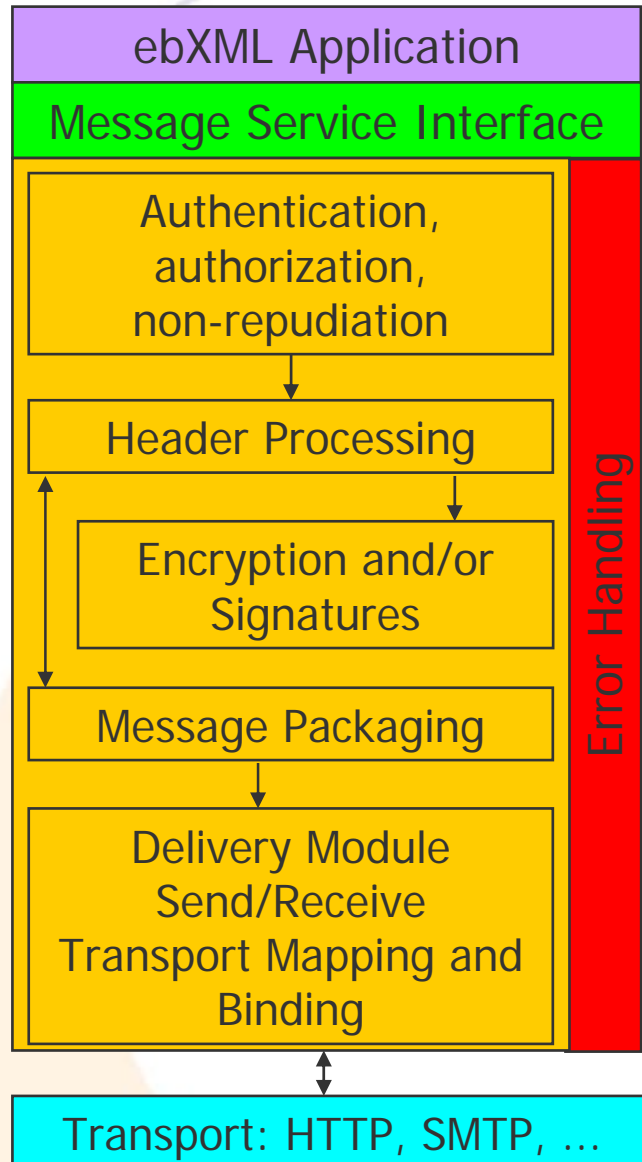 ebXML Application
Message Service Interface
Authentication,
authorization,
non-repudiation
Header Processing
Encryption and/or
Signatures
Message Packaging
Delivery Module
Send/Receive
Transport Mapping and
Binding
Error Handling
Transport: HTTP, SMTP, …